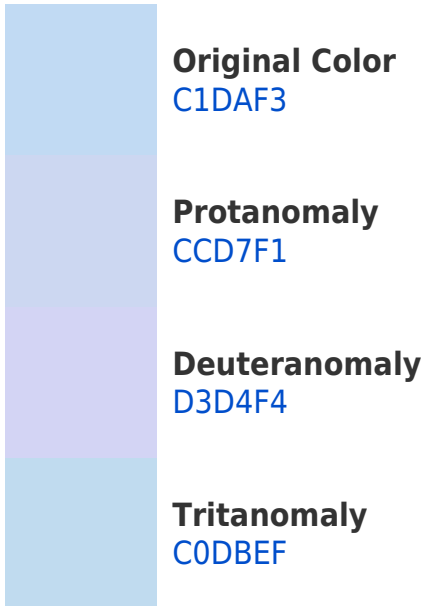 Original Color
C1DAF3
Protanomaly
CCD7F1
Deuteranomaly
D3D4F4
Tritanomaly
C0DBEF